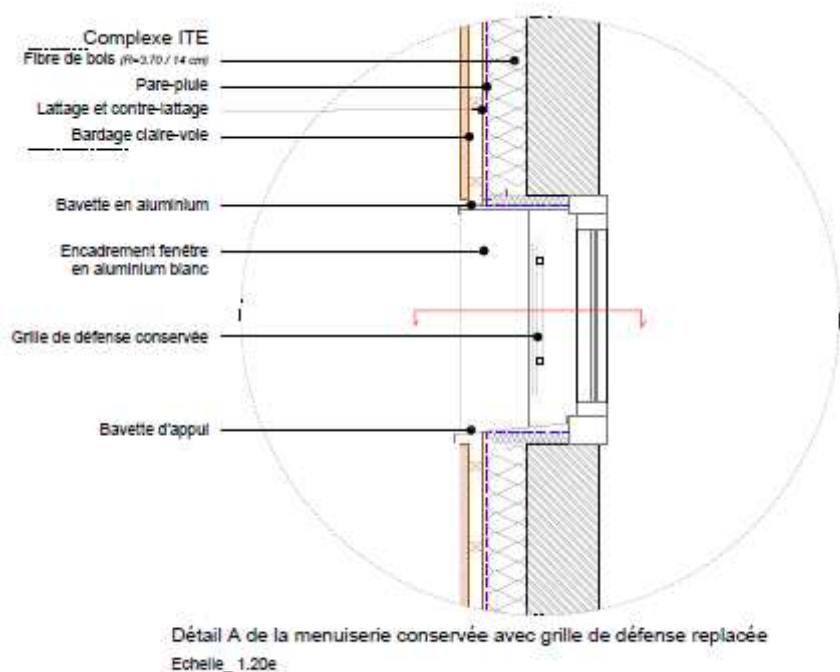 Complexe ITE
Fibre de bois (R=3.70 / 14 cm)
Pare-pluie
Lattage et contre-lattage
Bardage claire-voie
Bavette en aluminium
Encadrement fenêtre
en aluminium blanc
Grille de défense conservée
Bavette d'appui
Détail A de la menuiserie conservée avec grille de défense replacée
Echelle_ 1.20e